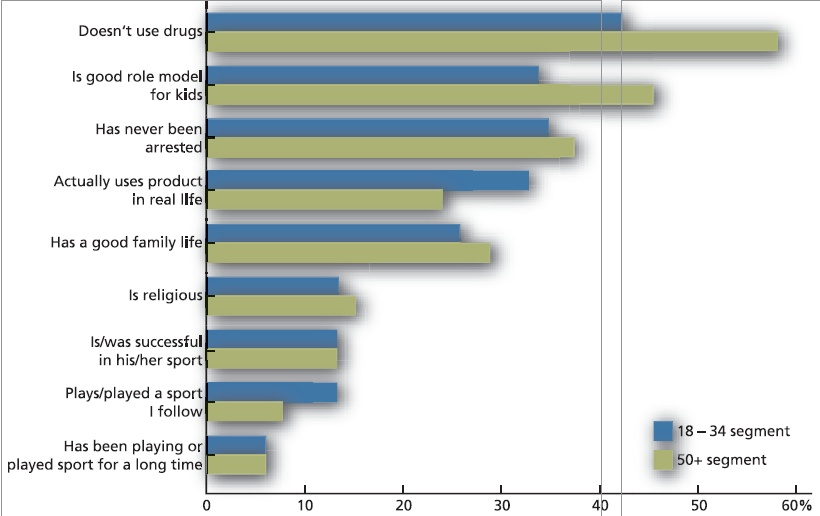 Doesn't use drugs
Is good role model
for kids
Has never been
arrested
Actually uses product
in real life
Has a good family life
Is religious
Is/was successful
in his/her sport
Plays/played a sport
I follow
Has been playing or
played sport for a long time
18 – 34 segment
50+ segment
0 10 20 30 40 50 60%